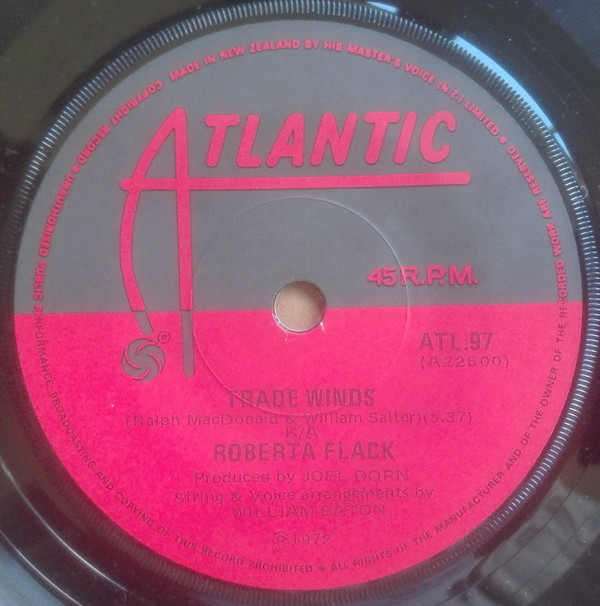 COPYRIGHT RECORD MADE IN NEW ZEALAND BY HIS MASTER'S VOICE (N.Z.) LIMITED • ALL RIGHTS OF THE MANUFACTURER AND OF THE OWNER OF THE RECORDED WORK ARE RESERVED • UNAUTHORISED PUBLIC PERFORMANCE, BROADCASTING AND COPYING OF THIS RECORD PROHIBITED •
ATLANTIC
45 R.P.M.
®
ATL.97
(A22600)
TRADE WINDS
(Ralph MacDonald & William Salter)(5.37)
K/A
ROBERTA FLACK
Produced by JOEL DORN
String & Voice arrangements by
WILLIAM EATON
Ⓟ1972